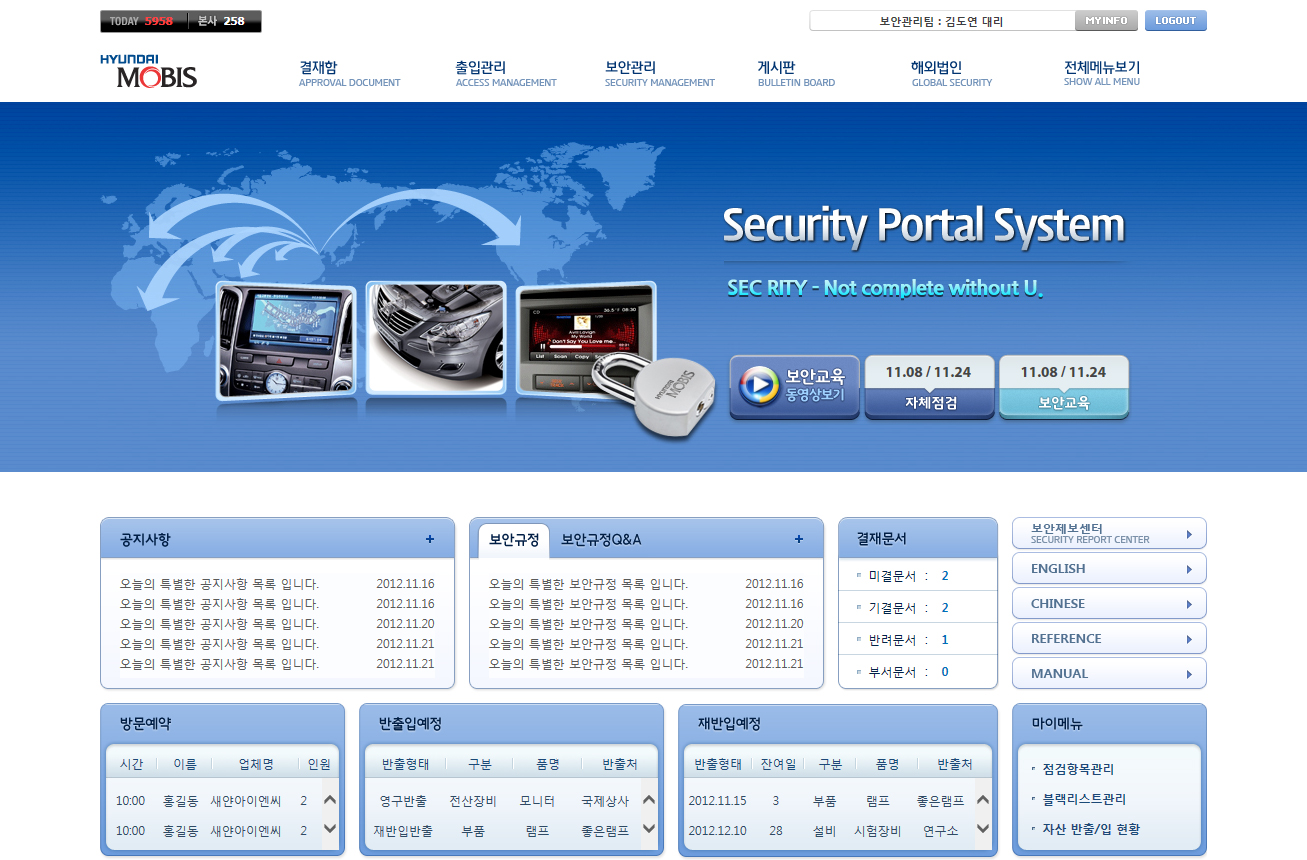 TODAY 5958 본사 258
보안관리팀 : 김도연 대리 MYINFO LOGOUT
HYUNDAI
MOBIS
결재함 출입관리 보안관리 게시판 해외법인 전체메뉴보기
APPROVAL DOCUMENT ACCESS MANAGEMENT SECURITY MANAGEMENT BULLETIN BOARD GLOBAL SECURITY SHOW ALL MENU
Security Portal System
SEC RITY - Not complete without U.
Avril Lavign
My World
Don't Say You Love me..
List Scan Copy
HYUNDAI
MOBIS
보안교육
동영상보기
11.08 / 11.24
자체점검
11.08 / 11.24
보안교육
공지사항 +
오늘의 특별한 공지사항 목록 입니다. 2012.11.16
오늘의 특별한 공지사항 목록 입니다. 2012.11.16
오늘의 특별한 공지사항 목록 입니다. 2012.11.20
오늘의 특별한 공지사항 목록 입니다. 2012.11.21
오늘의 특별한 공지사항 목록 입니다. 2012.11.21
보안규정 보안규정Q&A +
오늘의 특별한 보안규정 목록 입니다. 2012.11.16
오늘의 특별한 보안규정 목록 입니다. 2012.11.16
오늘의 특별한 보안규정 목록 입니다. 2012.11.20
오늘의 특별한 보안규정 목록 입니다. 2012.11.21
오늘의 특별한 보안규정 목록 입니다. 2012.11.21
결재문서
미결문서 : 2
기결문서 : 2
반려문서 : 1
부서문서 : 0
보안제보센터
SECURITY REPORT CENTER
ENGLISH
CHINESE
REFERENCE
MANUAL
방문예약
시간 이름 업체명 인원
10:00 홍길동 새얀아이엔씨 2
10:00 홍길동 새얀아이엔씨 2
반출입예정
반출형태 구분 품명 반출처
영구반출 전산장비 모니터 국제상사
재반입반출 부품 램프 좋은램프
재반입예정
반출형태 잔여일 구분 품명 반출처
2012.11.15 3 부품 램프 좋은램프
2012.12.10 28 설비 시험장비 연구소
마이메뉴
점검항목관리
블랙리스트관리
자산 반출/입 현황